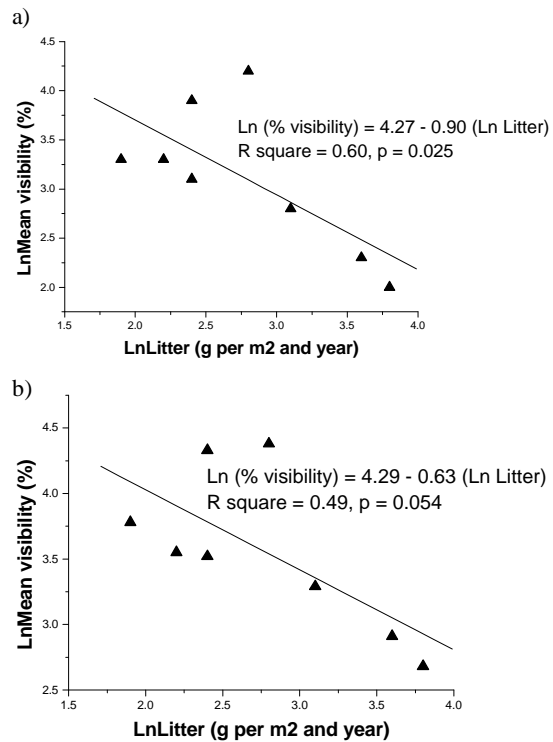 a)
4.5
4.0
3.5
3.0
2.5
2.0
LnMean visibility (%)
Ln (% visibility) = 4.27 - 0.90 (Ln Litter)
R square = 0.60, p = 0.025
1.5 2.0 2.5 3.0 3.5 4.0
LnLitter (g per m2 and year)
b)
4.5
4.0
3.5
3.0
2.5
LnMean visibility (%)
Ln (% visibility) = 4.29 - 0.63 (Ln Litter)
R square = 0.49, p = 0.054
1.5 2.0 2.5 3.0 3.5 4.0
LnLitter (g per m2 and year)